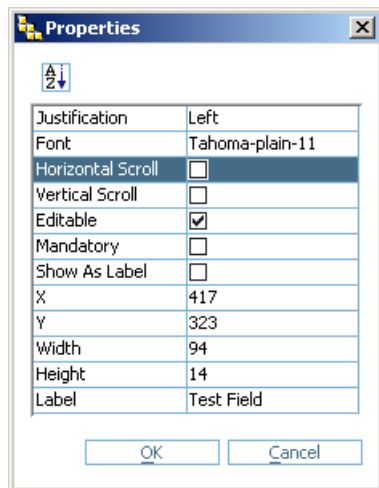 Properties
A
Z
Justification Left
Font Tahoma-plain-11
Horizontal Scroll
Vertical Scroll
Editable
Mandatory
Show As Label
X 417
Y 323
Width 94
Height 14
Label Test Field
OK Cancel